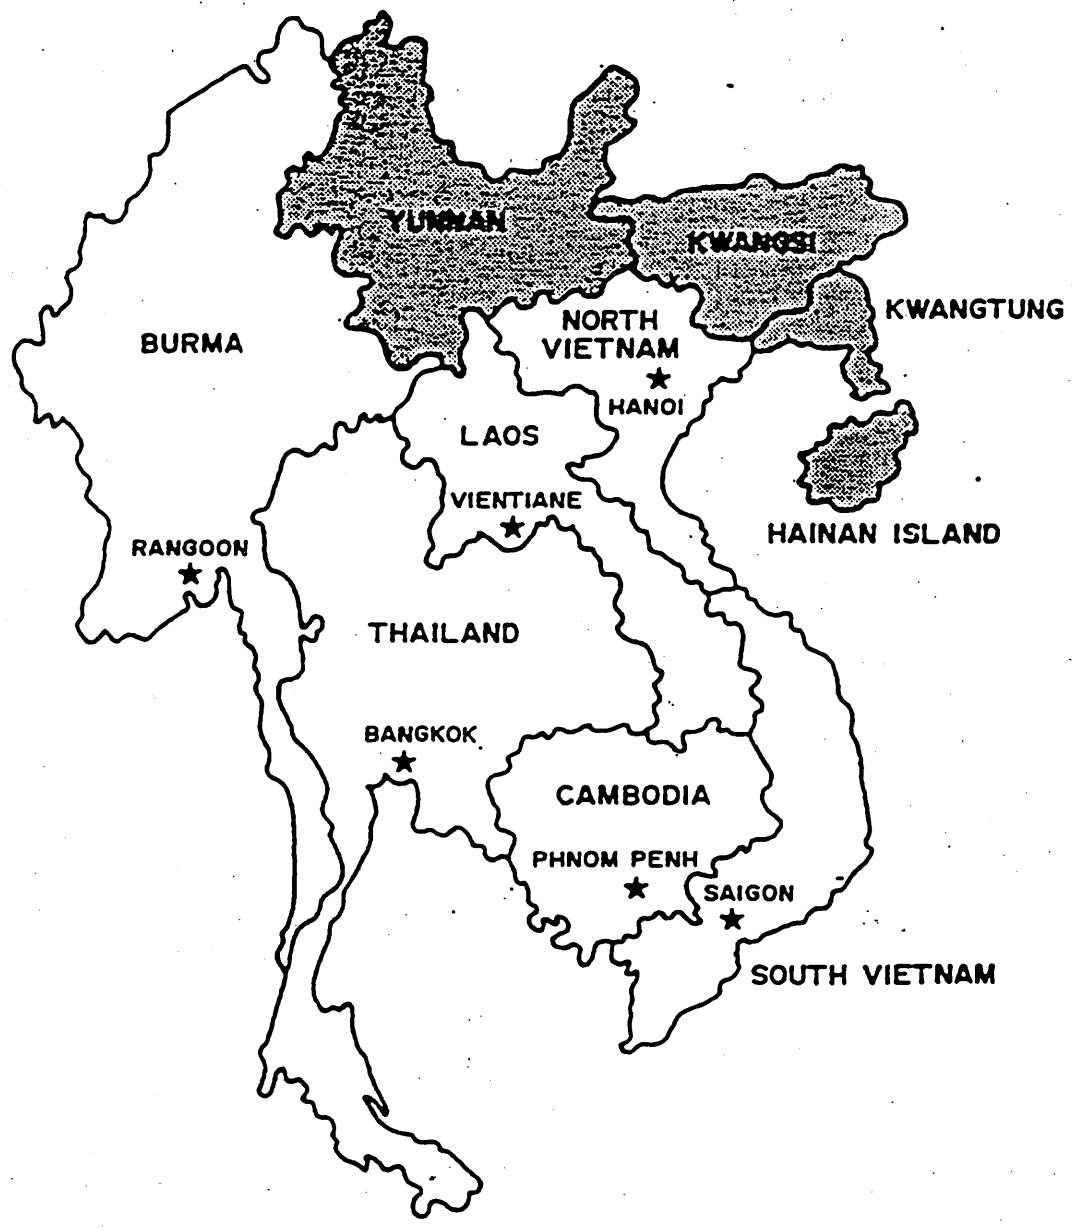 YUNNAN
KWANGSI
KWANGTUNG
NORTH
VIETNAM
BURMA
HANOI
LAOS
VIENTIANE
HAINAN ISLAND
RANGOON
THAILAND
BANGKOK
CAMBODIA
PHNOM PENH
SAIGON
SOUTH VIETNAM